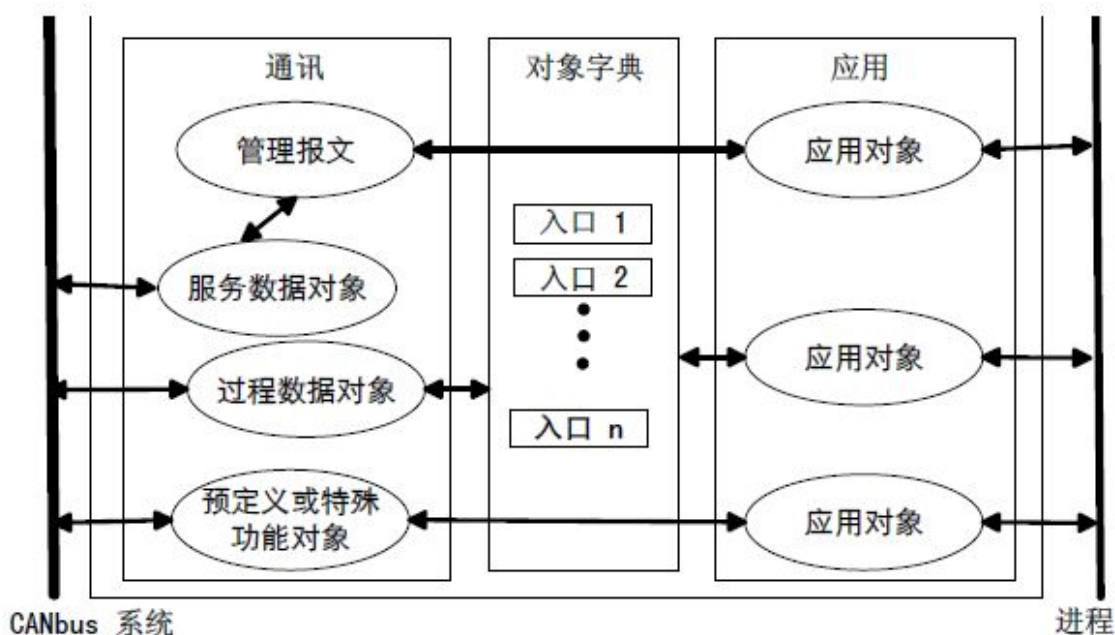 通讯
对象字典
应用
管理报文
应用对象
入口 1
服务数据对象
入口 2
过程数据对象
应用对象
入口 n
预定义或特殊
功能对象
应用对象
CANbus 系统
进程